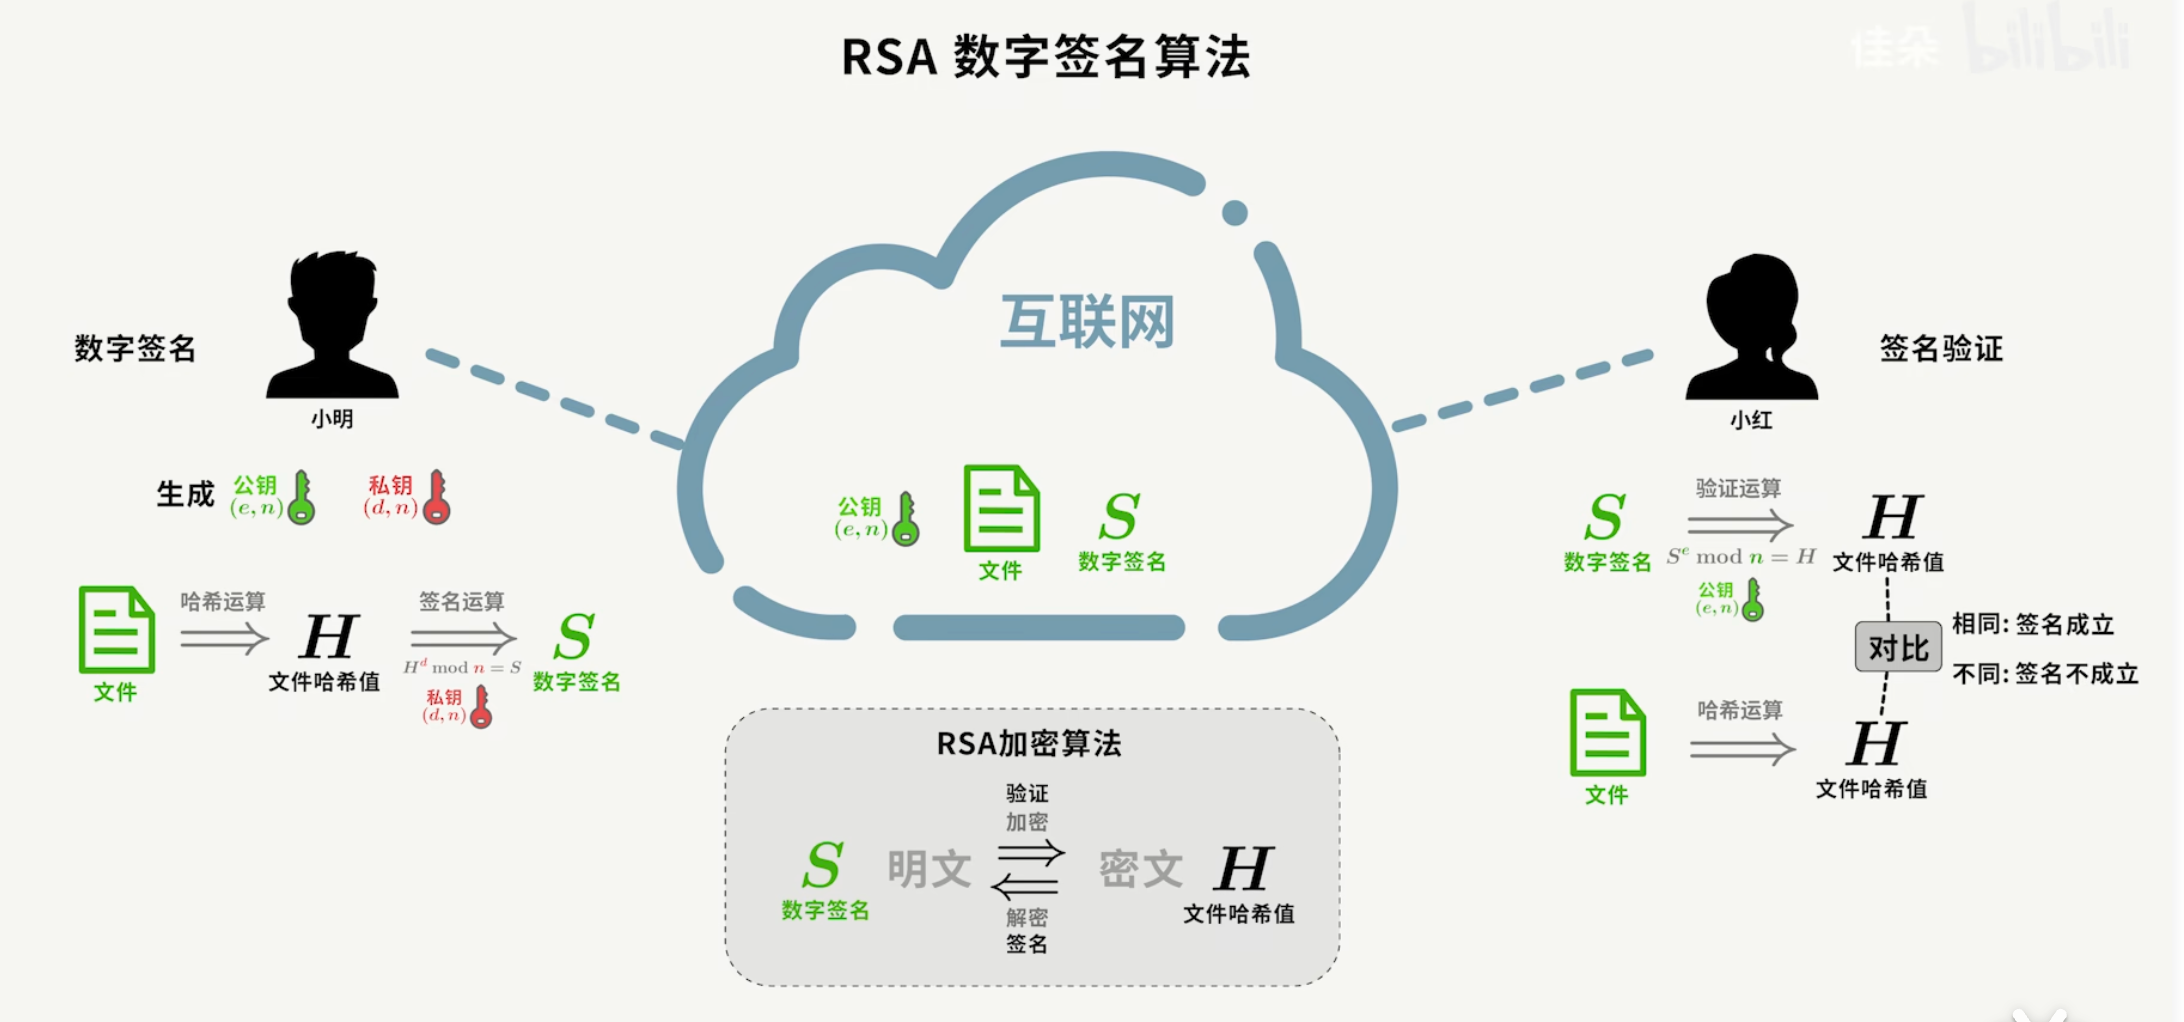 RSA 数字签名算法
佳朵 bilibili
互联网
数字签名
小明
签名验证
小红
生成
公钥
(e, n)
私钥
(d, n)
文件
哈希运算
H
文件哈希值
签名运算
H^d mod n = S
私钥
(d, n)
S
数字签名
公钥
(e, n)
文件
S
数字签名
S
数字签名
验证运算
S^e mod n = H
公钥
(e, n)
H
文件哈希值
对比
相同: 签名成立
不同: 签名不成立
文件
哈希运算
H
文件哈希值
RSA加密算法
验证
加密
S
数字签名
明文
密文
H
文件哈希值
解密
签名